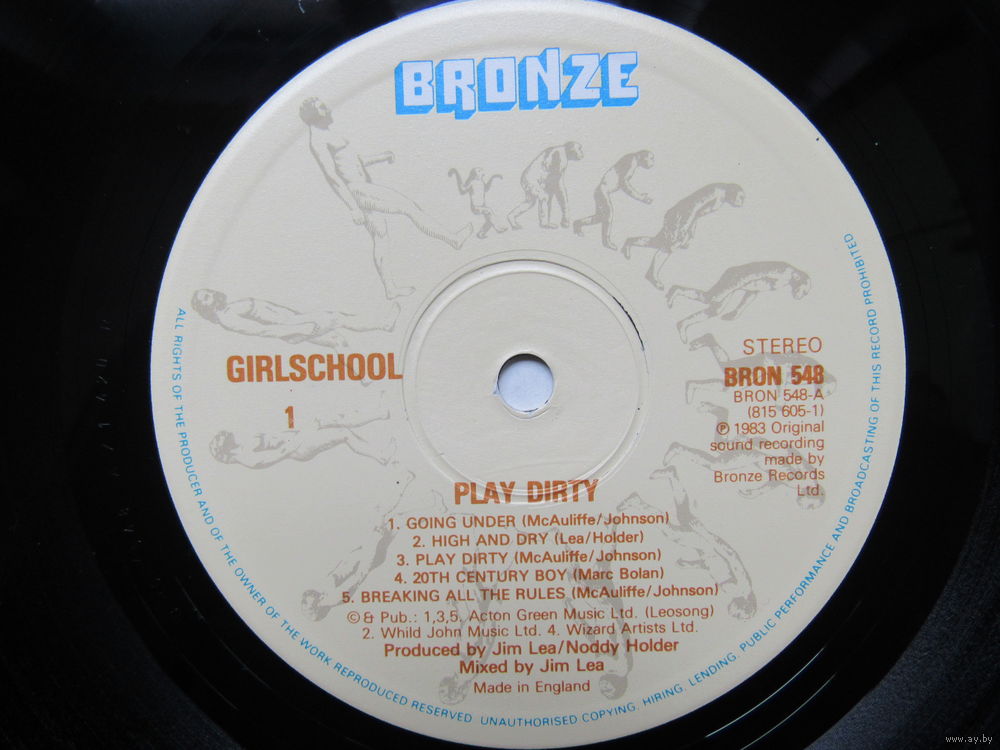 BRONZE
GIRLSCHOOL
1
STEREO
BRON 548
BRON 548-A
(815 605-1)
℗ 1983 Original
sound recording
made by
Bronze Records
Ltd.
PLAY DIRTY
1. GOING UNDER (McAuliffe/Johnson)
2. HIGH AND DRY (Lea/Holder)
3. PLAY DIRTY (McAuliffe/Johnson)
4. 20TH CENTURY BOY (Marc Bolan)
5. BREAKING ALL THE RULES (McAuliffe/Johnson)
© & Pub.: 1,3,5. Acton Green Music Ltd. (Leosong)
2. Whild John Music Ltd. 4. Wizard Artists Ltd.
Produced by Jim Lea/Noddy Holder
Mixed by Jim Lea
Made in England
ALL RIGHTS OF THE PRODUCER AND OF THE OWNER OF THE WORK REPRODUCED RESERVED UNAUTHORISED COPYING, HIRING, LENDING, PUBLIC PERFORMANCE AND BROADCASTING OF THIS RECORD PROHIBITED
www.ay.by